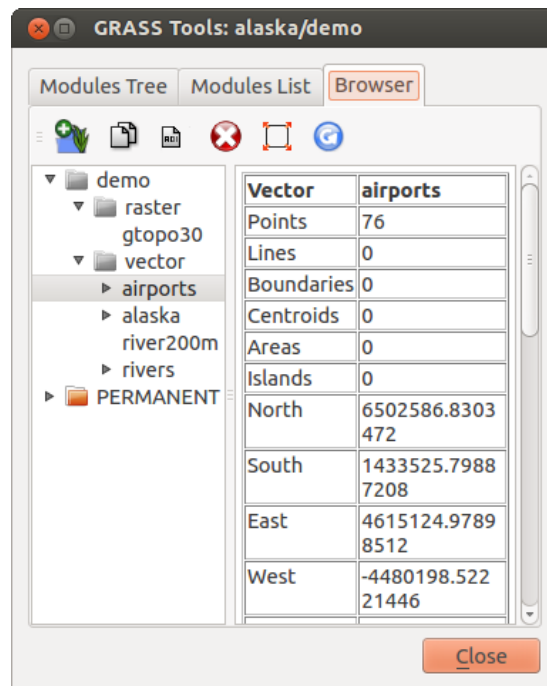 GRASS Tools: alaska/demo
Modules Tree
Modules List
Browser
demo
raster
gtopo30
vector
airports
alaska
river200m
rivers
PERMANENT
Vector airports
Points 76
Lines 0
Boundaries 0
Centroids 0
Areas 0
Islands 0
North 6502586.8303
472
South 1433525.7988
7208
East 4615124.9789
8512
West -4480198.522
21446
Close